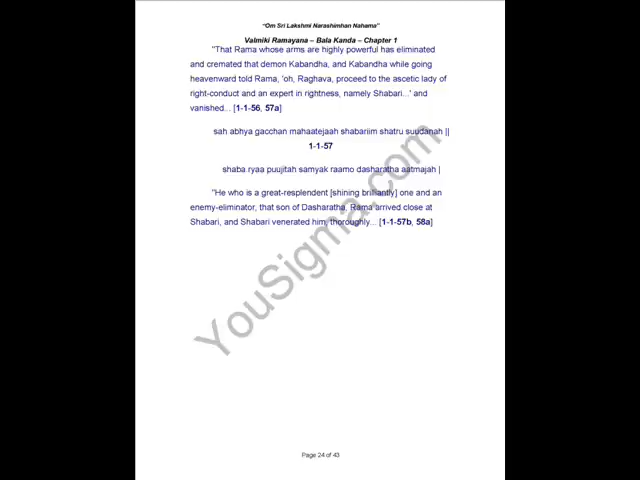 "Om Sri Lakshmi Narashimhan Nahama"
Valmiki Ramayana – Bala Kanda – Chapter 1
"That Rama whose arms are highly powerful has eliminated
and cremated that demon Kabandha, and Kabandha while going
heavenward told Rama, 'oh, Raghava, proceed to the ascetic lady of
right-conduct and an expert in rightness, namely Shabari...' and
vanished... [1-1-56, 57a]
sah abhya gacchan mahaatejaah shabariim shatru suudanah ||
1-1-57
shaba ryaa puujitah samyak raamo dasharatha aatmajah |
"He who is a great-resplendent [shining brilliantly] one and an
enemy-eliminator, that son of Dasharatha, Rama arrived close at
Shabari, and Shabari venerated him, thoroughly... [1-1-57b, 58a]
YouSigma.com
Page 24 of 43